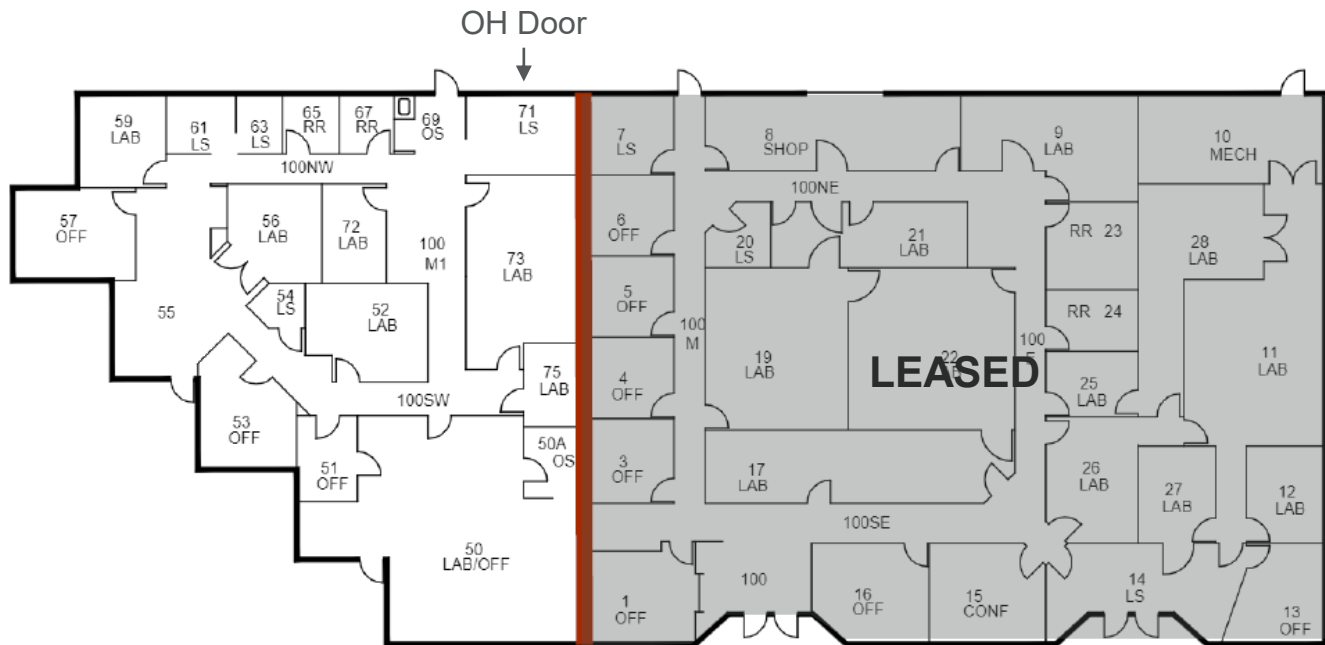 OH Door
59
LAB
61
LS
63
LS
65
RR
67
RR
69
OS
71
LS
7
LS
8
SHOP
9
LAB
10
MECH
100NW
100NE
57
OFF
56
LAB
72
LAB
100
M1
73
LAB
6
OFF
20
LS
21
LAB
RR 23
28
LAB
55
54
LS
52
LAB
5
OFF
100
M
19
LAB
22
LEASED
RR 24
100
11
LAB
75
LAB
4
OFF
25
LAB
100SW
53
OFF
51
OFF
50A
OS
3
OFF
17
LAB
26
LAB
27
LAB
12
LAB
100SE
50
LAB/OFF
1
OFF
100
16
OFF
15
CONF
14
LS
13
OFF